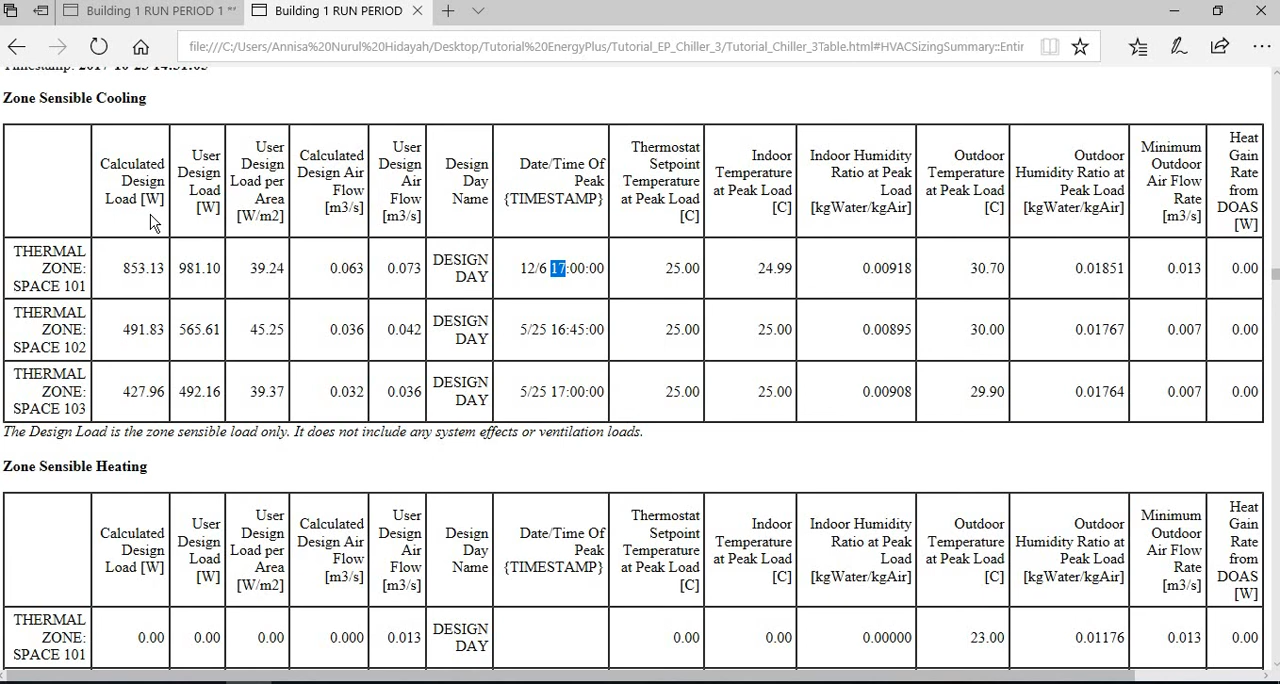 Building 1 RUN PERIOD 1 **
Building 1 RUN PERIOD
file:///C:/Users/Annisa%20Nurul%20Hidayah/Desktop/Tutorial%20EnergyPlus/Tutorial_EP_Chiller_3/Tutorial_Chiller_3Table.html#HVACSizingSummary::Entir
Zone Sensible Cooling
Calculated Design Load [W]
User Design Load [W]
User Design Load per Area [W/m2]
Calculated Design Air Flow [m3/s]
User Design Air Flow [m3/s]
Design Day Name
Date/Time Of Peak {TIMESTAMP}
Thermostat Setpoint Temperature at Peak Load [C]
Indoor Temperature at Peak Load [C]
Indoor Humidity Ratio at Peak Load [kgWater/kgAir]
Outdoor Temperature at Peak Load [C]
Outdoor Humidity Ratio at Peak Load [kgWater/kgAir]
Minimum Outdoor Air Flow Rate [m3/s]
Heat Gain Rate from DOAS [W]
THERMAL ZONE: SPACE 101 853.13 981.10 39.24 0.063 0.073 DESIGN DAY 12/6 17:00:00 25.00 24.99 0.00918 30.70 0.01851 0.013 0.00
THERMAL ZONE: SPACE 102 491.83 565.61 45.25 0.036 0.042 DESIGN DAY 5/25 16:45:00 25.00 25.00 0.00895 30.00 0.01767 0.007 0.00
THERMAL ZONE: SPACE 103 427.96 492.16 39.37 0.032 0.036 DESIGN DAY 5/25 17:00:00 25.00 25.00 0.00908 29.90 0.01764 0.007 0.00
The Design Load is the zone sensible load only. It does not include any system effects or ventilation loads.
Zone Sensible Heating
Calculated Design Load [W]
User Design Load [W]
User Design Load per Area [W/m2]
Calculated Design Air Flow [m3/s]
User Design Air Flow [m3/s]
Design Day Name
Date/Time Of Peak {TIMESTAMP}
Thermostat Setpoint Temperature at Peak Load [C]
Indoor Temperature at Peak Load [C]
Indoor Humidity Ratio at Peak Load [kgWater/kgAir]
Outdoor Temperature at Peak Load [C]
Outdoor Humidity Ratio at Peak Load [kgWater/kgAir]
Minimum Outdoor Air Flow Rate [m3/s]
Heat Gain Rate from DOAS [W]
THERMAL ZONE: SPACE 101 0.00 0.00 0.00 0.000 0.013 DESIGN DAY 0.00 0.00 0.00000 23.00 0.01176 0.013 0.00